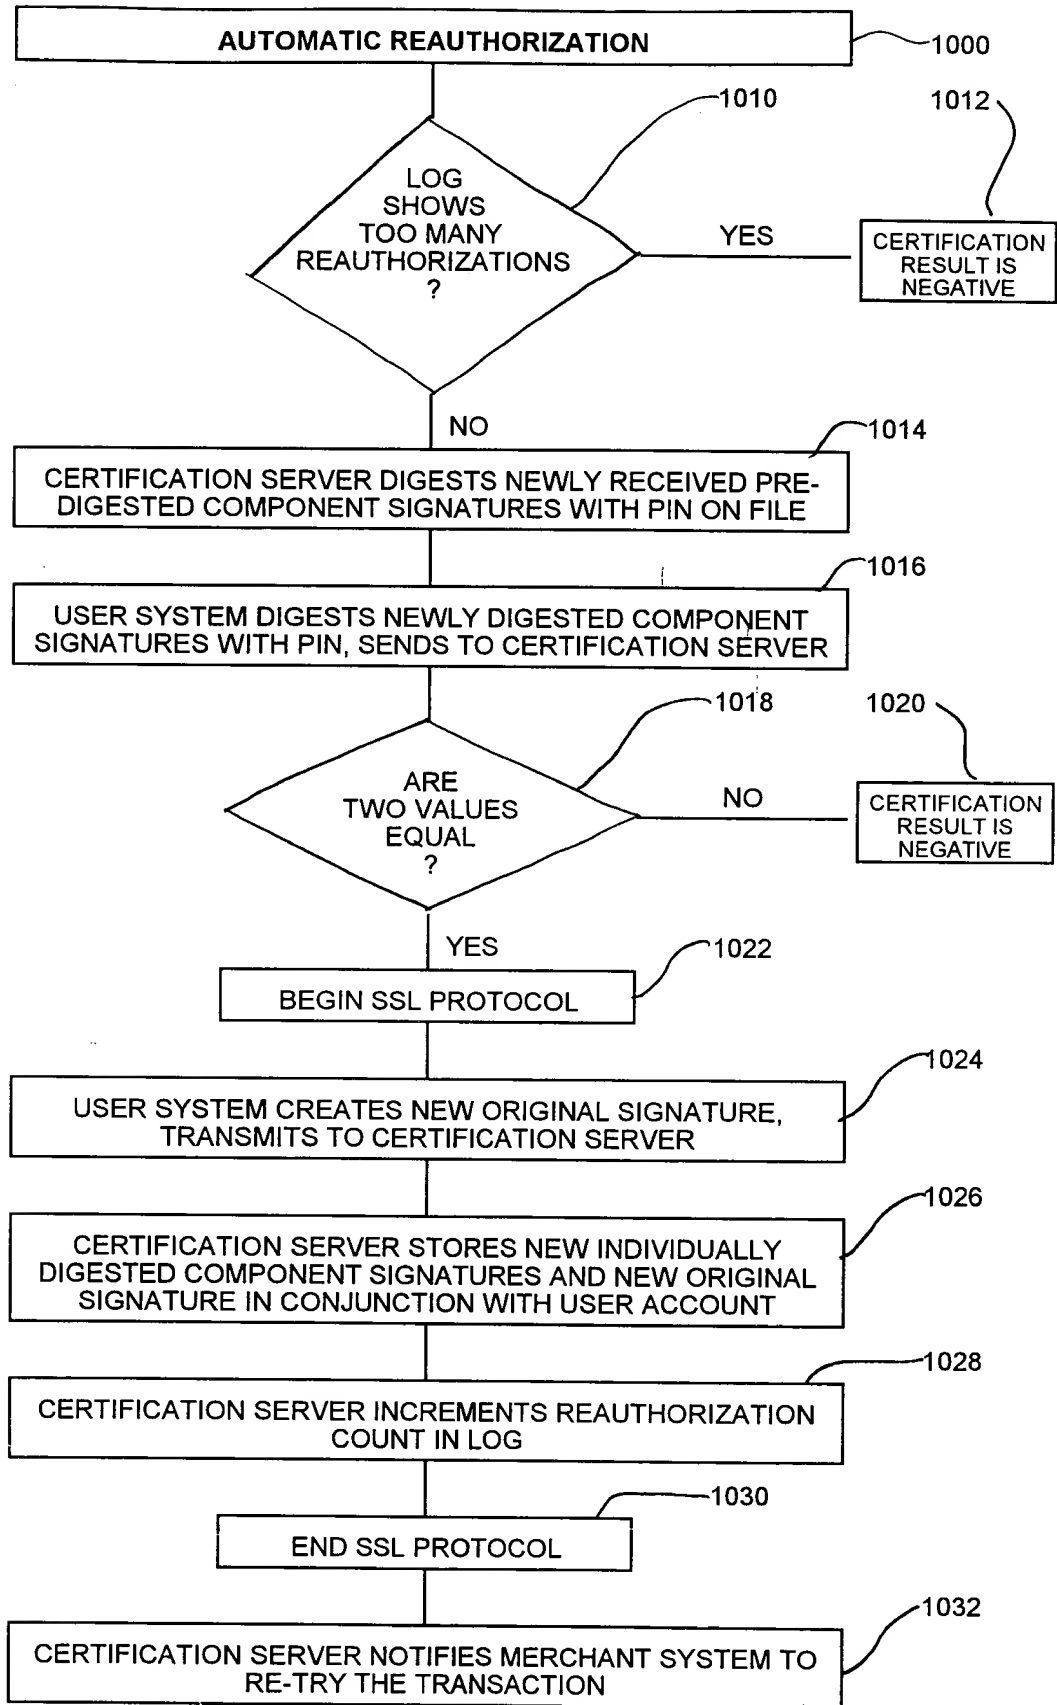 AUTOMATIC REAUTHORIZATION
1000
1010
1012
LOG
SHOWS
TOO MANY
REAUTHORIZATIONS
?
YES
CERTIFICATION
RESULT IS
NEGATIVE
NO
1014
CERTIFICATION SERVER DIGESTS NEWLY RECEIVED PRE-
DIGESTED COMPONENT SIGNATURES WITH PIN ON FILE
1016
USER SYSTEM DIGESTS NEWLY DIGESTED COMPONENT
SIGNATURES WITH PIN, SENDS TO CERTIFICATION SERVER
1018
1020
ARE
TWO VALUES
EQUAL
?
NO
CERTIFICATION
RESULT IS
NEGATIVE
YES
1022
BEGIN SSL PROTOCOL
1024
USER SYSTEM CREATES NEW ORIGINAL SIGNATURE,
TRANSMITS TO CERTIFICATION SERVER
1026
CERTIFICATION SERVER STORES NEW INDIVIDUALLY
DIGESTED COMPONENT SIGNATURES AND NEW ORIGINAL
SIGNATURE IN CONJUNCTION WITH USER ACCOUNT
1028
CERTIFICATION SERVER INCREMENTS REAUTHORIZATION
COUNT IN LOG
1030
END SSL PROTOCOL
1032
CERTIFICATION SERVER NOTIFIES MERCHANT SYSTEM TO
RE-TRY THE TRANSACTION